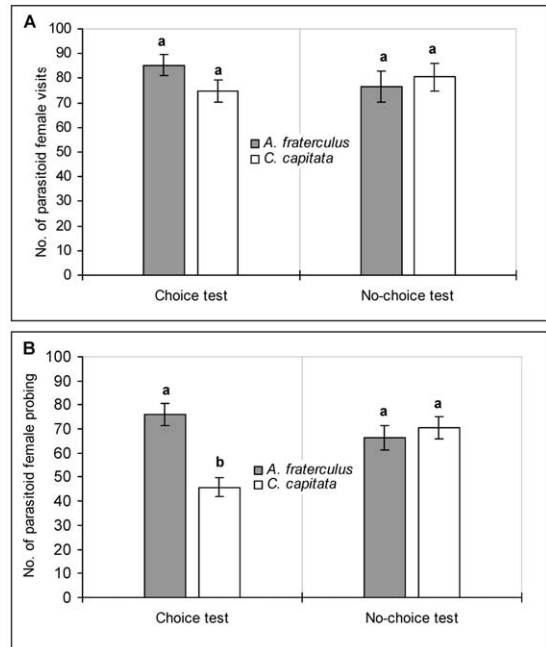 A
No. of parasitoid female visits
100
90
80
70
60
50
40
30
20
10
0
a
a
a
a
A. fraterculus
C. capitata
Choice test
No-choice test
B
No. of parasitoid female probing
100
90
80
70
60
50
40
30
20
10
0
a
b
a
a
A. fraterculus
C. capitata
Choice test
No-choice test